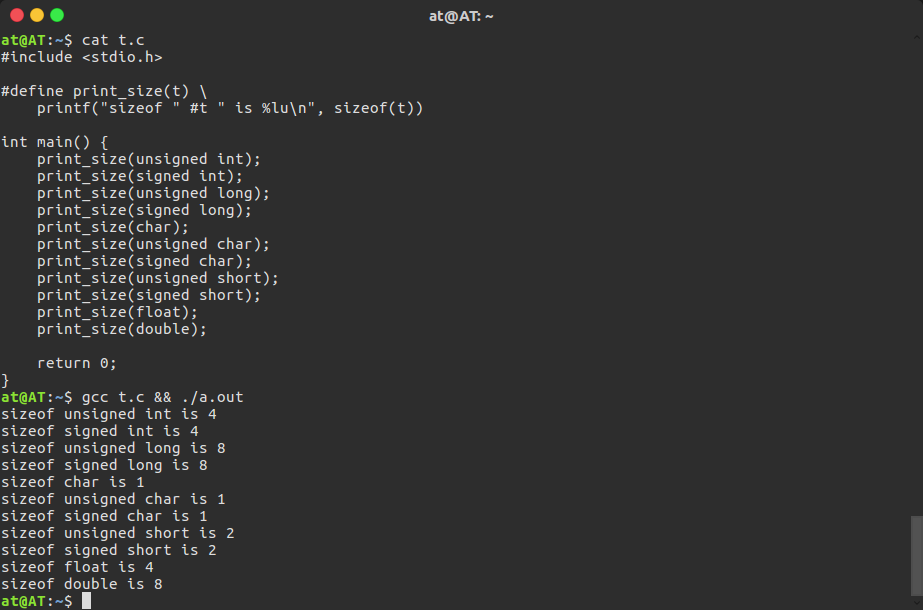 at@AT: ~
at@AT:~$ cat t.c
#include <stdio.h>
#define print_size(t) \
    printf("sizeof " #t " is %lu\n", sizeof(t))
int main() {
    print_size(unsigned int);
    print_size(signed int);
    print_size(unsigned long);
    print_size(signed long);
    print_size(char);
    print_size(unsigned char);
    print_size(signed char);
    print_size(unsigned short);
    print_size(signed short);
    print_size(float);
    print_size(double);
    return 0;
}
at@AT:~$ gcc t.c && ./a.out
sizeof unsigned int is 4
sizeof signed int is 4
sizeof unsigned long is 8
sizeof signed long is 8
sizeof char is 1
sizeof unsigned char is 1
sizeof signed char is 1
sizeof unsigned short is 2
sizeof signed short is 2
sizeof float is 4
sizeof double is 8
at@AT:~$